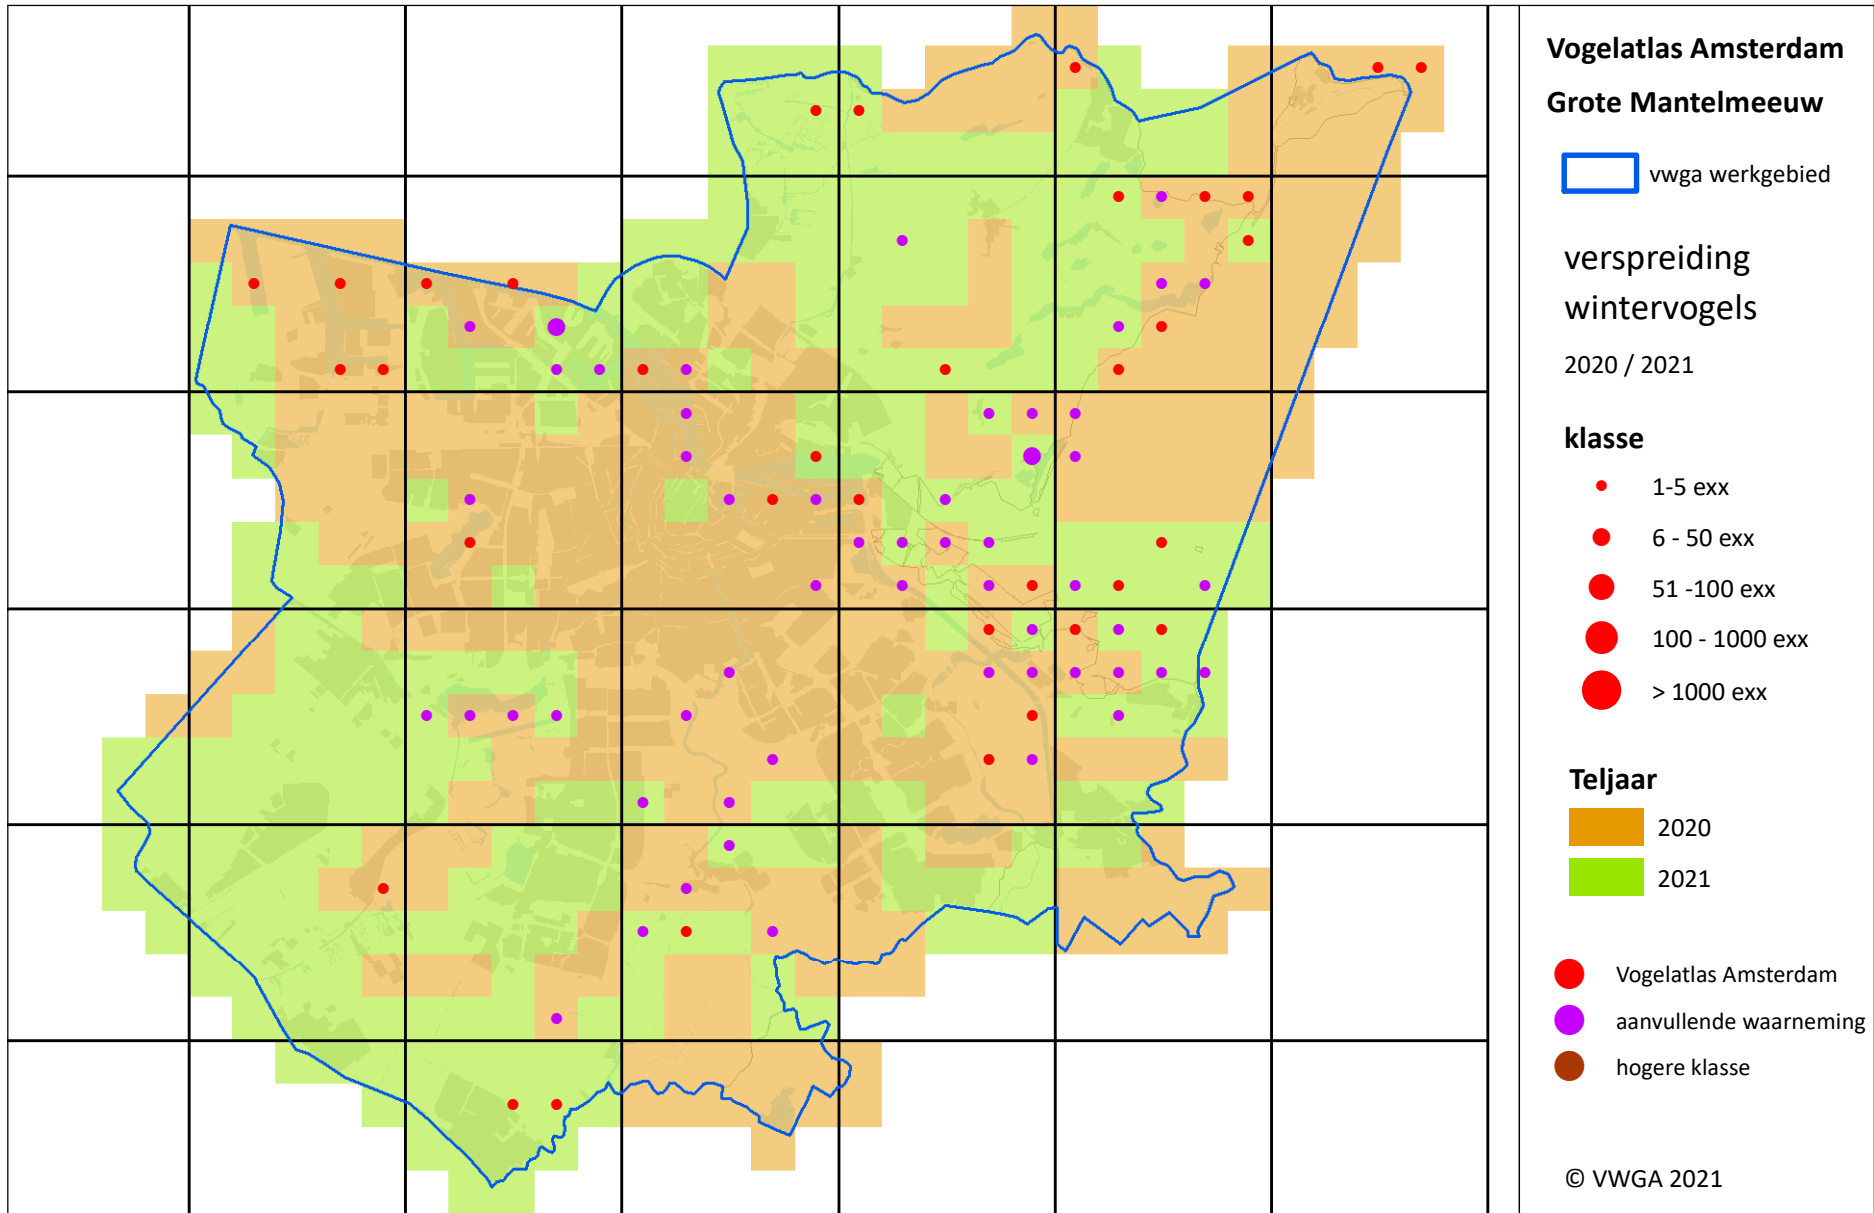 Vogelatlas Amsterdam
Grote Mantelmeeuw
vwga werkgebied
verspreiding
wintervogels
2020 / 2021
klasse
1-5 exx
6 - 50 exx
51 -100 exx
100 - 1000 exx
> 1000 exx
Teljaar
2020
2021
Vogelatlas Amsterdam
aanvullende waarneming
hogere klasse
© VWGA 2021